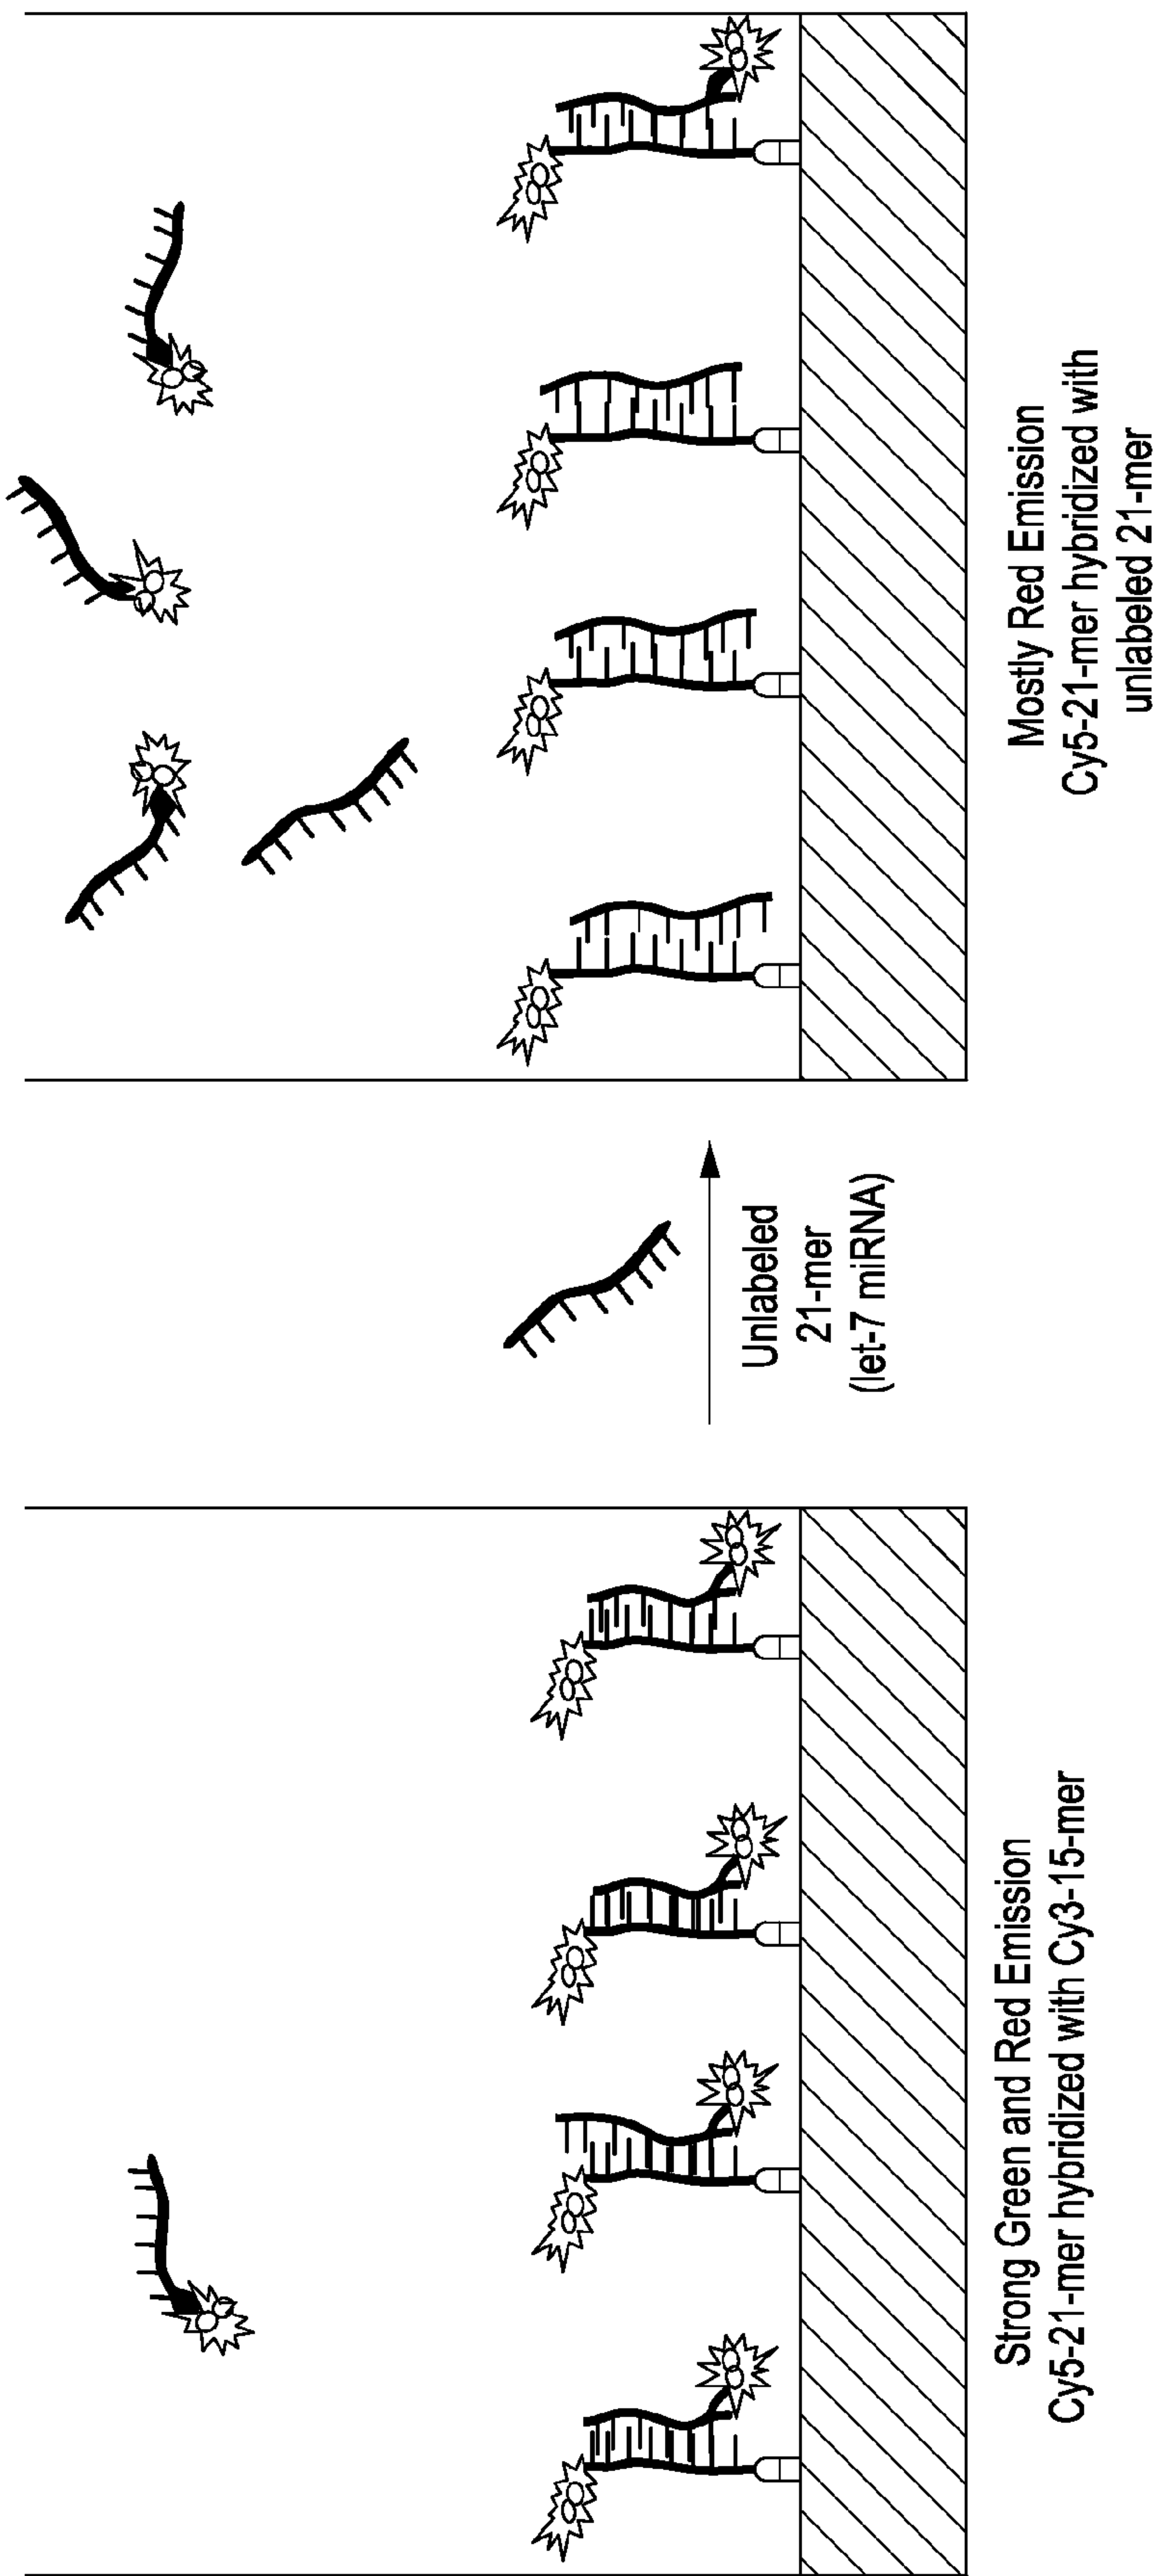 Strong Green and Red Emission
Cy5-21-mer hybridized with Cy3-15-mer
Unlabeled
21-mer
(let-7 miRNA)
Mostly Red Emission
Cy5-21-mer hybridized with
unlabeled 21-mer